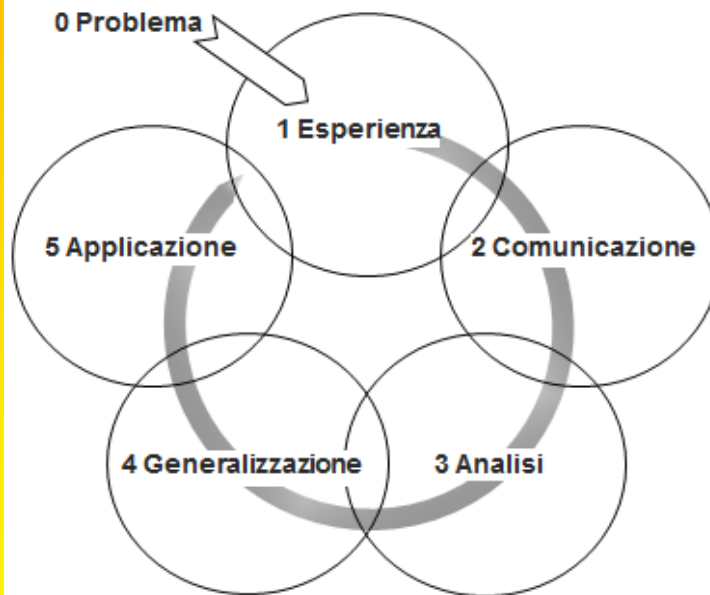 0 Problema
1 Esperienza
2 Comunicazione
3 Analisi
4 Generalizzazione
5 Applicazione